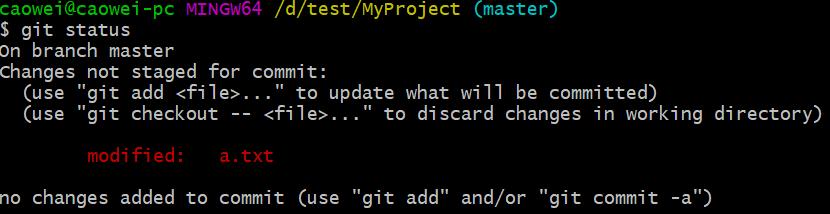 caowei@caowei-pc MINGW64 /d/test/MyProject (master)
$ git status
On branch master
Changes not staged for commit:
  (use "git add <file>..." to update what will be committed)
  (use "git checkout -- <file>..." to discard changes in working directory)
        modified:   a.txt
no changes added to commit (use "git add" and/or "git commit -a")